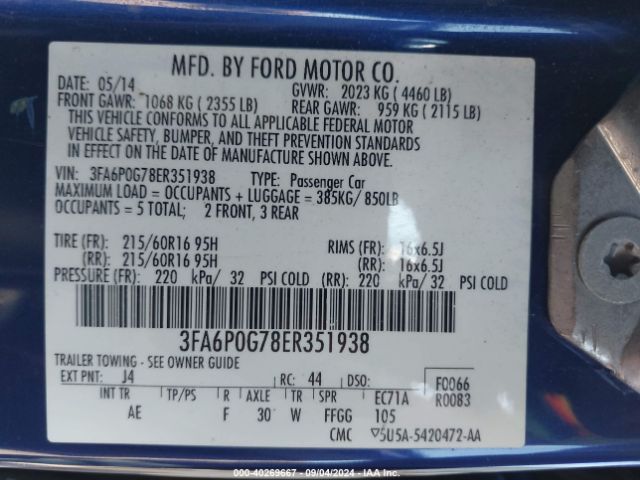 MFD. BY FORD MOTOR CO.
DATE: 05/14 GVWR: 2023 KG ( 4460 LB)
FRONT GAWR: 1068 KG ( 2355 LB) REAR GAWR: 959 KG ( 2115 LB)
THIS VEHICLE CONFORMS TO ALL APPLICABLE FEDERAL MOTOR
VEHICLE SAFETY, BUMPER, AND THEFT PREVENTION STANDARDS
IN EFFECT ON THE DATE OF MANUFACTURE SHOWN ABOVE.
VIN: 3FA6P0G78ER351938 TYPE: Passenger Car
MAXIMUM LOAD = OCCUPANTS + LUGGAGE = 385KG/ 850LB
OCCUPANTS = 5 TOTAL; 2 FRONT, 3 REAR
TIRE (FR): 215/60R16 95H RIMS (FR): 16x6.5J
(RR): 215/60R16 95H (RR): 16x6.5J
PRESSURE (FR): 220 kPa/ 32 PSI COLD (RR): 220 kPa/ 32 PSI COLD
3FA6P0G78ER351938
TRAILER TOWING - SEE OWNER GUIDE
EXT PNT: J4 RC: 44 DSO: F0066
INT TR TP/PS R AXLE TR SPR EC71A R0083
AE F 30 W FFGG 105
CMC ▽5U5A-5420472-AA
000-40269667 - 09/04/2024 - IAA Inc.